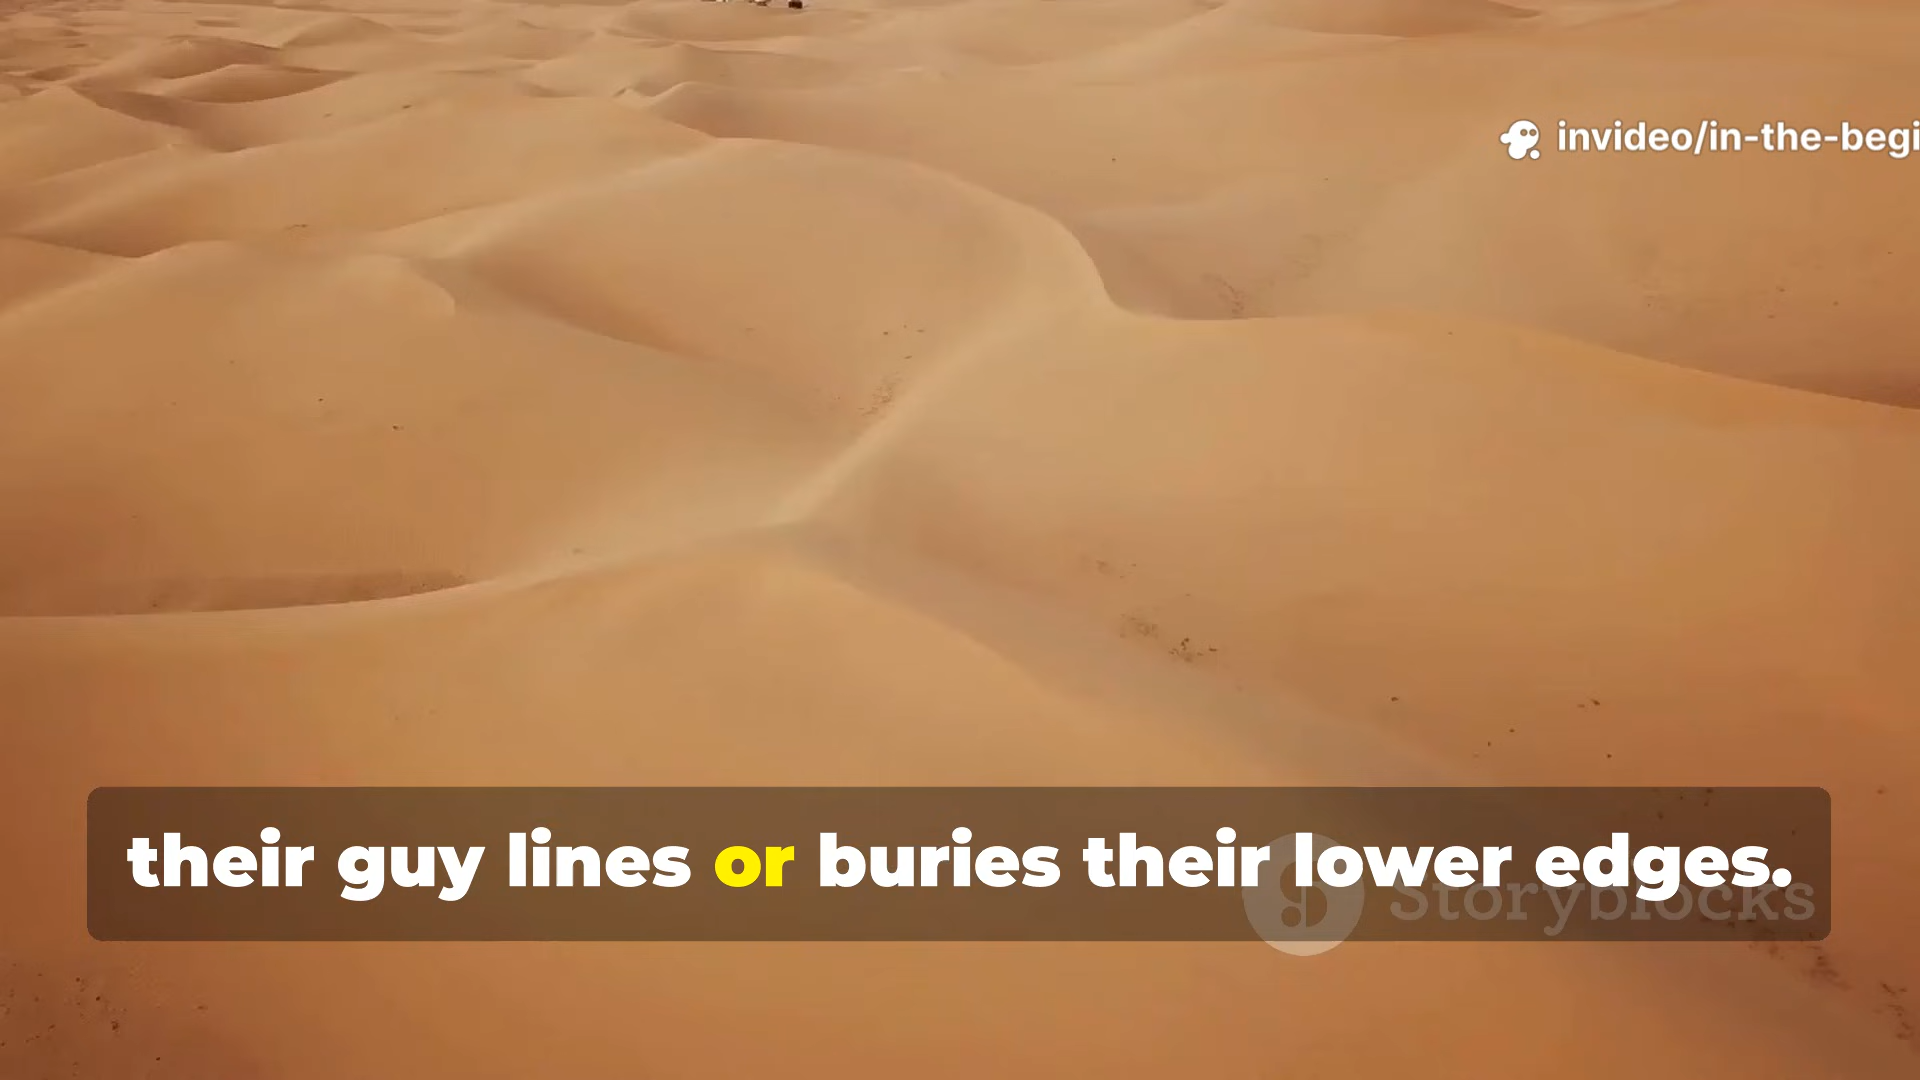 invideo/in-the-begi
their guy lines or buries their lower edges.
Storyblocks